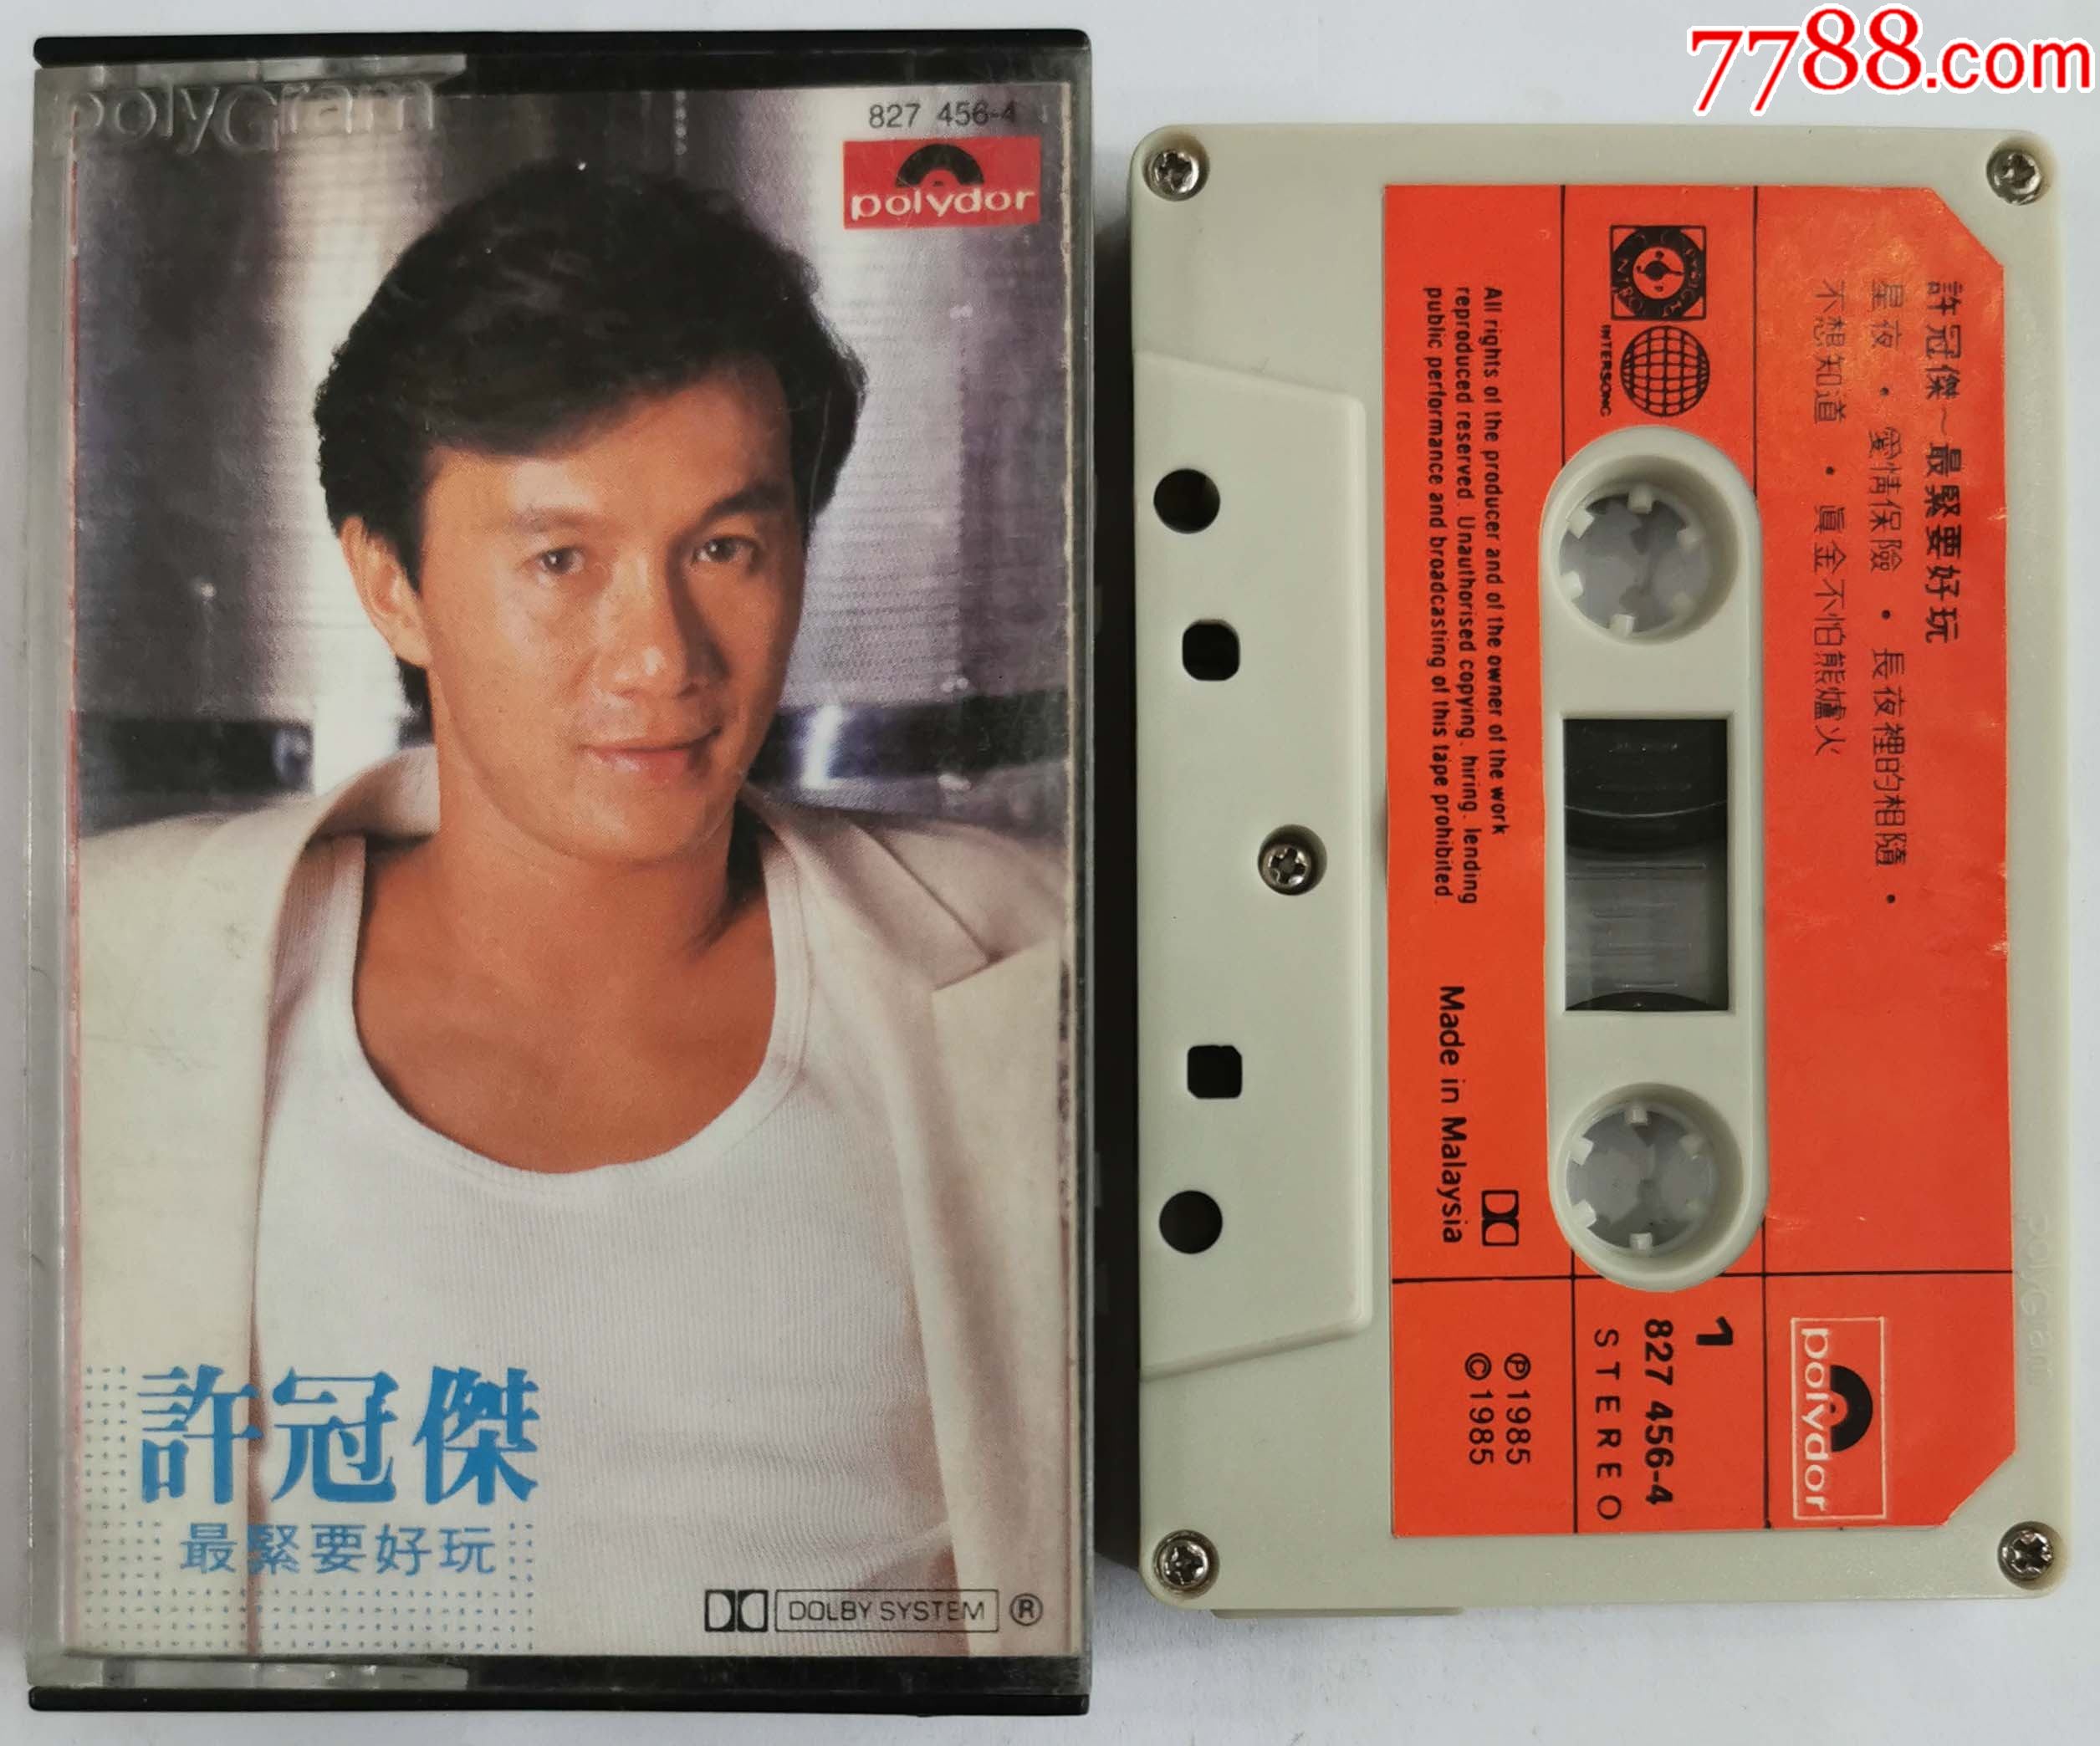 7788.com
polyGram
827 456-4
polydor
許冠傑
最緊要好玩
DOLBY SYSTEM ®
許冠傑~最緊要好玩
星夜・愛情保險・長夜裡的相隨・
不想知道・眞金不怕熊爐火
INTERSONG
All rights of the producer and of the owner of the work
reproduced reserved. Unauthorised copying. hiring. lending
public performance and broadcasting of this tape prohibited.
Made in Malaysia
polydor
1
827 456-4
STEREO
℗1985
©1985
polyGram